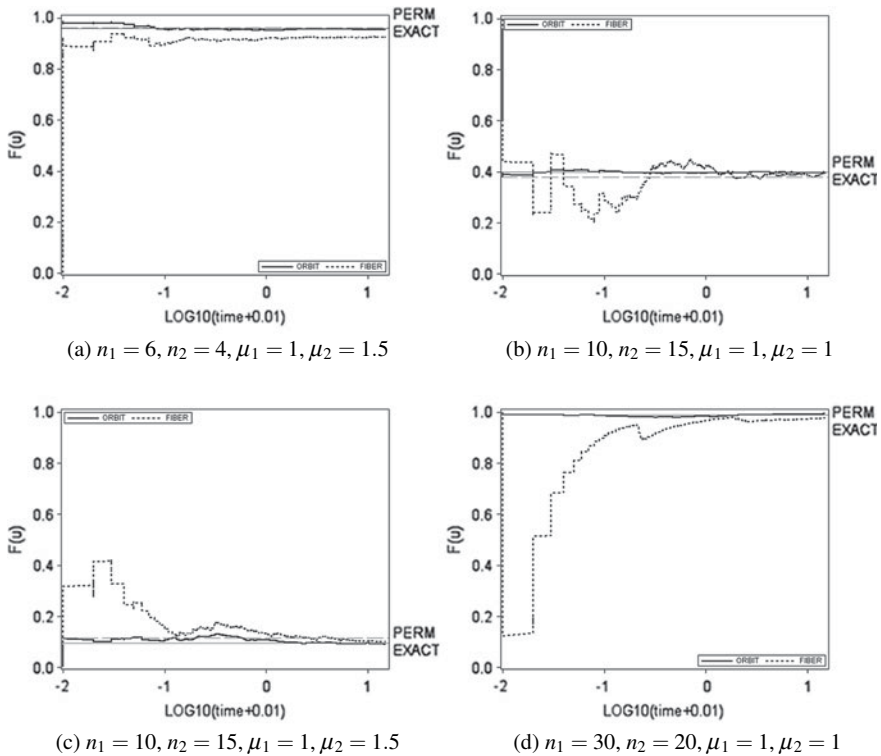 1.0
0.8
0.6
0.4
0.2
0.0
F(u)
PERM
EXACT
ORBIT FIBER
-2 -1 0 1
LOG10(time+0.01)
(a) n₁ = 6, n₂ = 4, μ₁ = 1, μ₂ = 1.5
1.0
0.8
0.6
0.4
0.2
0.0
F(u)
ORBIT FIBER
PERM
EXACT
-2 -1 0 1
LOG10(time+0.01)
(b) n₁ = 10, n₂ = 15, μ₁ = 1, μ₂ = 1
1.0
0.8
0.6
0.4
0.2
0.0
F(u)
ORBIT FIBER
PERM
EXACT
-2 -1 0 1
LOG10(time+0.01)
(c) n₁ = 10, n₂ = 15, μ₁ = 1, μ₂ = 1.5
1.0
0.8
0.6
0.4
0.2
0.0
F(u)
PERM
EXACT
ORBIT FIBER
-2 -1 0 1
LOG10(time+0.01)
(d) n₁ = 30, n₂ = 20, μ₁ = 1, μ₂ = 1